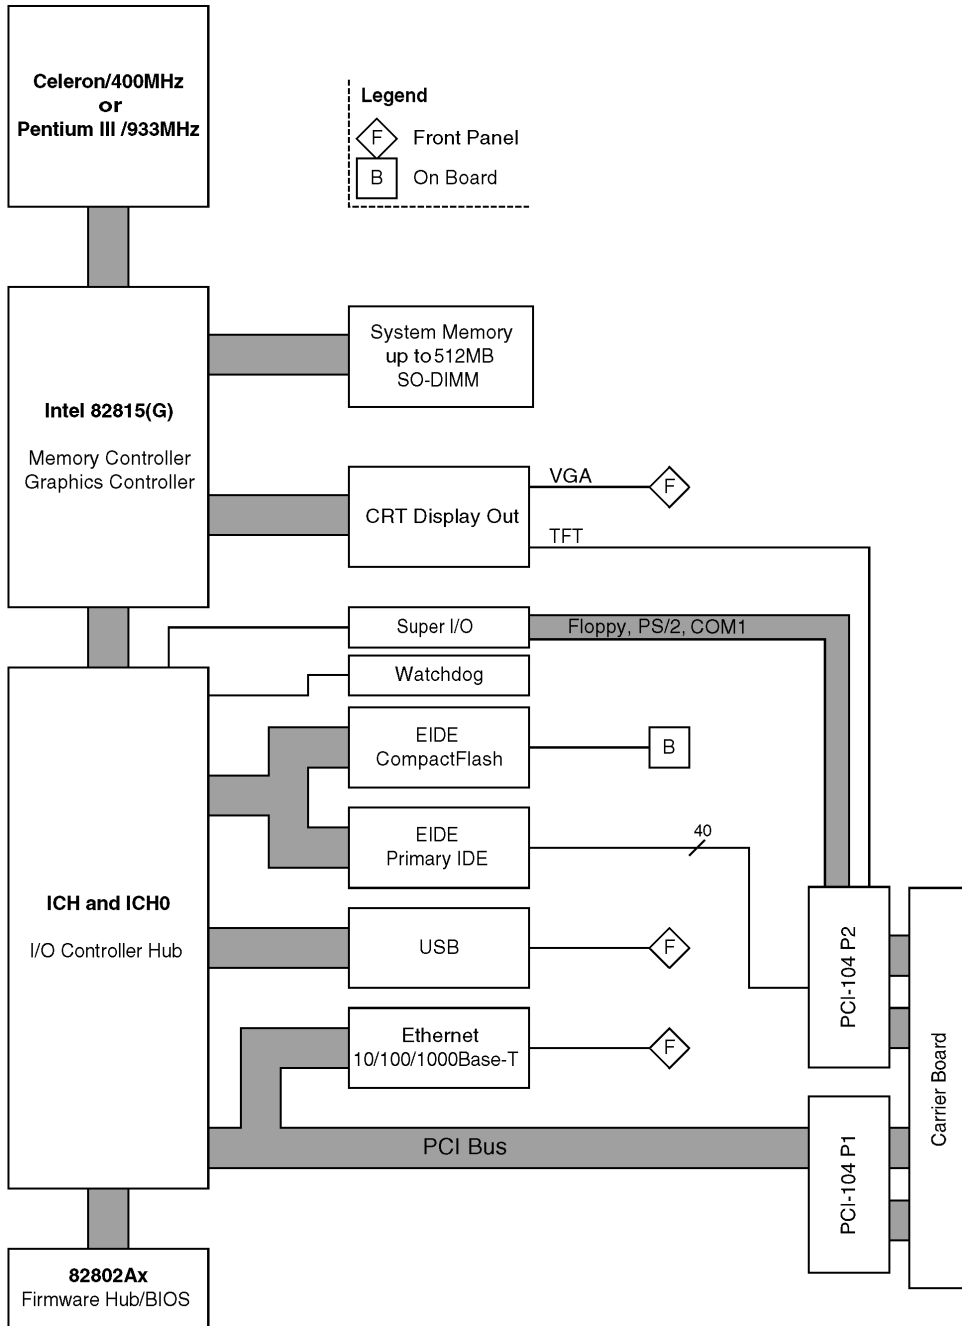 Celeron/400MHz
or
Pentium III /933MHz
Legend
F
Front Panel
B
On Board
System Memory
up to 512MB
SO-DIMM
Intel 82815(G)
Memory Controller
Graphics Controller
CRT Display Out
VGA
F
TFT
Super I/O
Floppy, PS/2, COM1
Watchdog
EIDE
CompactFlash
B
EIDE
Primary IDE
40
ICH and ICH0
I/O Controller Hub
USB
F
PCI-104 P2
Ethernet
10/100/1000Base-T
F
Carrier Board
PCI Bus
PCI-104 P1
82802Ax
Firmware Hub/BIOS